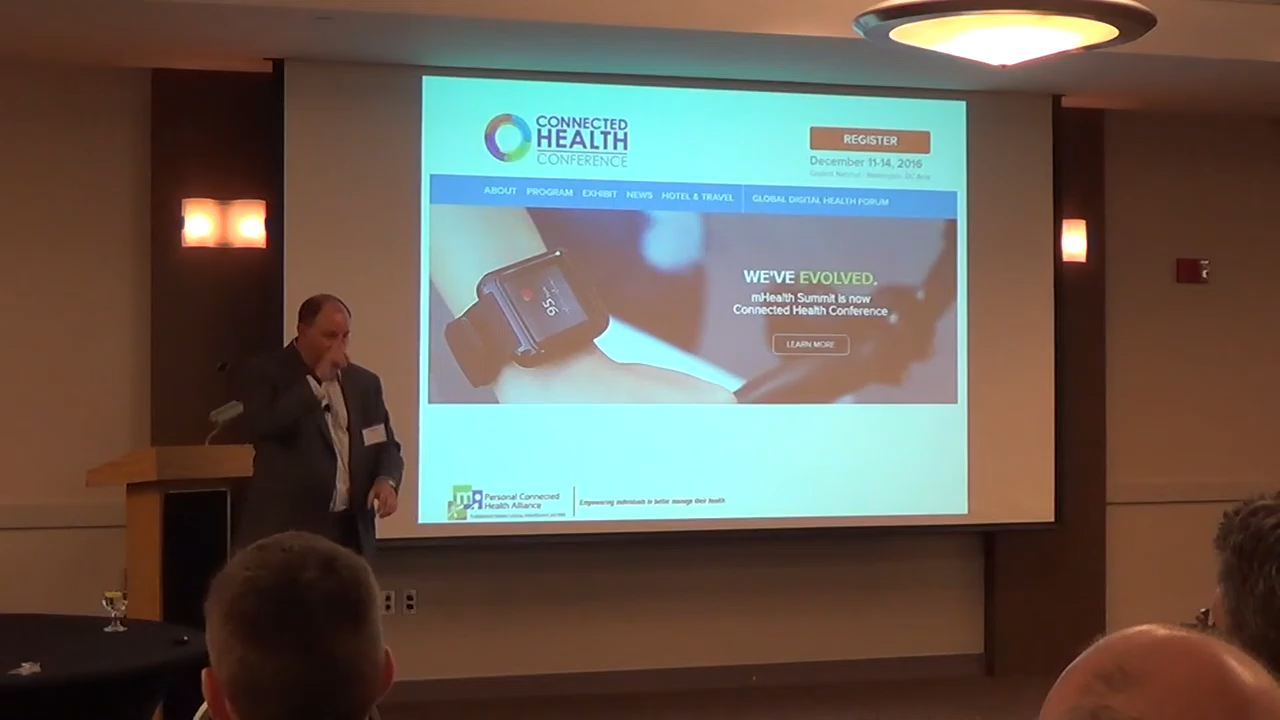 CONNECTED
HEALTH
CONFERENCE
REGISTER
December 11-14, 2016
ABOUT PROGRAM EXHIBIT NEWS HOTEL & TRAVEL GLOBAL DIGITAL HEALTH FORUM
95
WE'VE EVOLVED.
mHealth Summit is now
Connected Health Conference
LEARN MORE
Personal Connected
Health Alliance
Empowering individuals to better manage their health